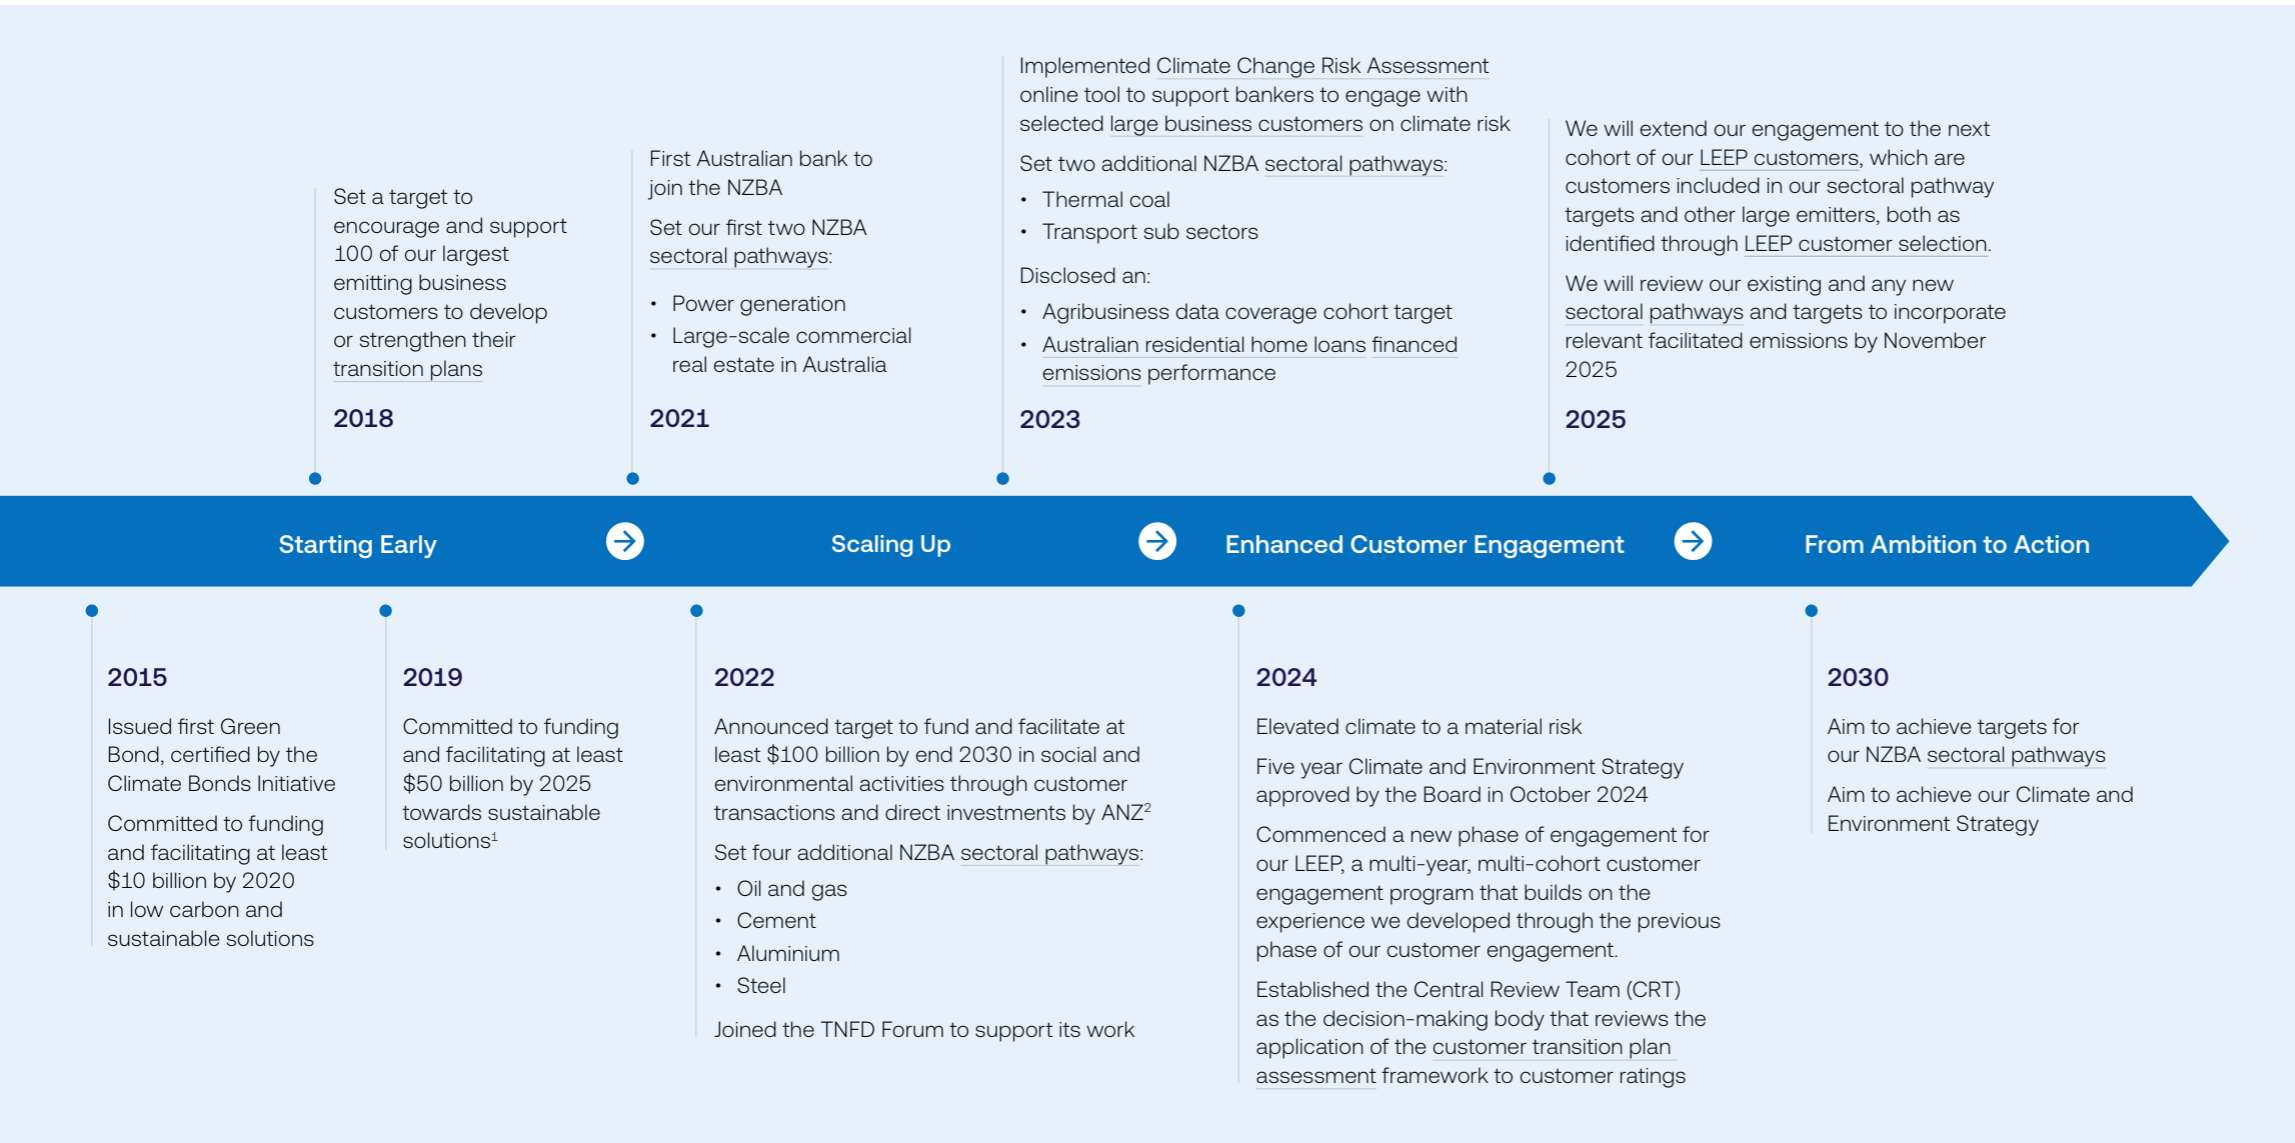 Set a target to
encourage and support
100 of our largest
emitting business
customers to develop
or strengthen their
transition plans
2018
First Australian bank to
join the NZBA
Set our first two NZBA
sectoral pathways:
• Power generation
• Large-scale commercial
real estate in Australia
2021
Implemented Climate Change Risk Assessment
online tool to support bankers to engage with
selected large business customers on climate risk
Set two additional NZBA sectoral pathways:
• Thermal coal
• Transport sub sectors
Disclosed an:
• Agribusiness data coverage cohort target
• Australian residential home loans financed
emissions performance
2023
We will extend our engagement to the next
cohort of our LEEP customers, which are
customers included in our sectoral pathway
targets and other large emitters, both as
identified through LEEP customer selection.
We will review our existing and any new
sectoral pathways and targets to incorporate
relevant facilitated emissions by November
2025
2025
Starting Early
Scaling Up
Enhanced Customer Engagement
From Ambition to Action
2015
Issued first Green
Bond, certified by the
Climate Bonds Initiative
Committed to funding
and facilitating at least
$10 billion by 2020
in low carbon and
sustainable solutions
2019
Committed to funding
and facilitating at least
$50 billion by 2025
towards sustainable
solutions¹
2022
Announced target to fund and facilitate at
least $100 billion by end 2030 in social and
environmental activities through customer
transactions and direct investments by ANZ²
Set four additional NZBA sectoral pathways:
• Oil and gas
• Cement
• Aluminium
• Steel
Joined the TNFD Forum to support its work
2024
Elevated climate to a material risk
Five year Climate and Environment Strategy
approved by the Board in October 2024
Commenced a new phase of engagement for
our LEEP, a multi-year, multi-cohort customer
engagement program that builds on the
experience we developed through the previous
phase of our customer engagement.
Established the Central Review Team (CRT)
as the decision-making body that reviews the
application of the customer transition plan
assessment framework to customer ratings
2030
Aim to achieve targets for
our NZBA sectoral pathways
Aim to achieve our Climate and
Environment Strategy